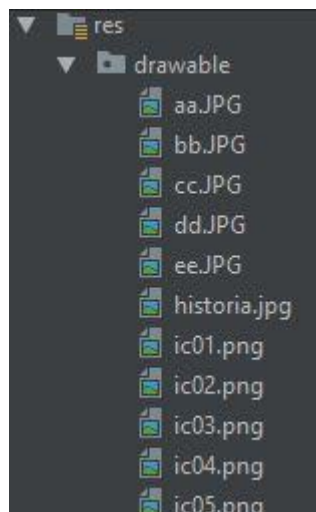 res
drawable
aa.JPG
bb.JPG
cc.JPG
dd.JPG
ee.JPG
historia.jpg
ic01.png
ic02.png
ic03.png
ic04.png
ic05.png